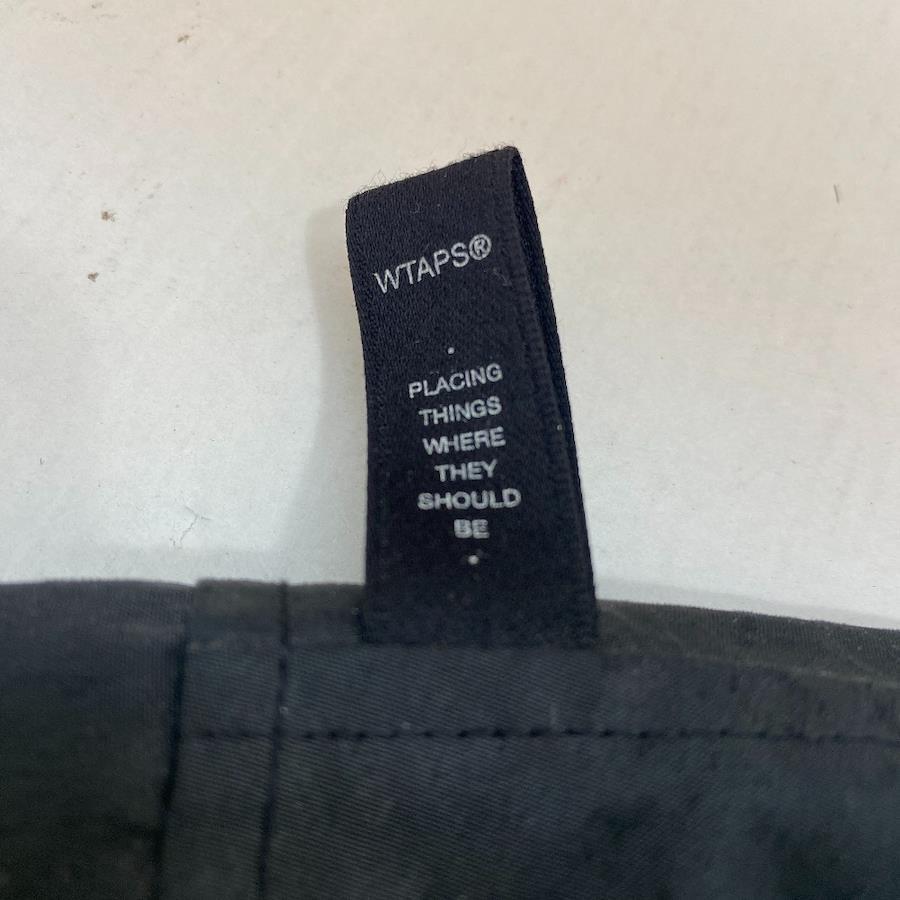 WTAPS®
PLACING
THINGS
WHERE
THEY
SHOULD
BE